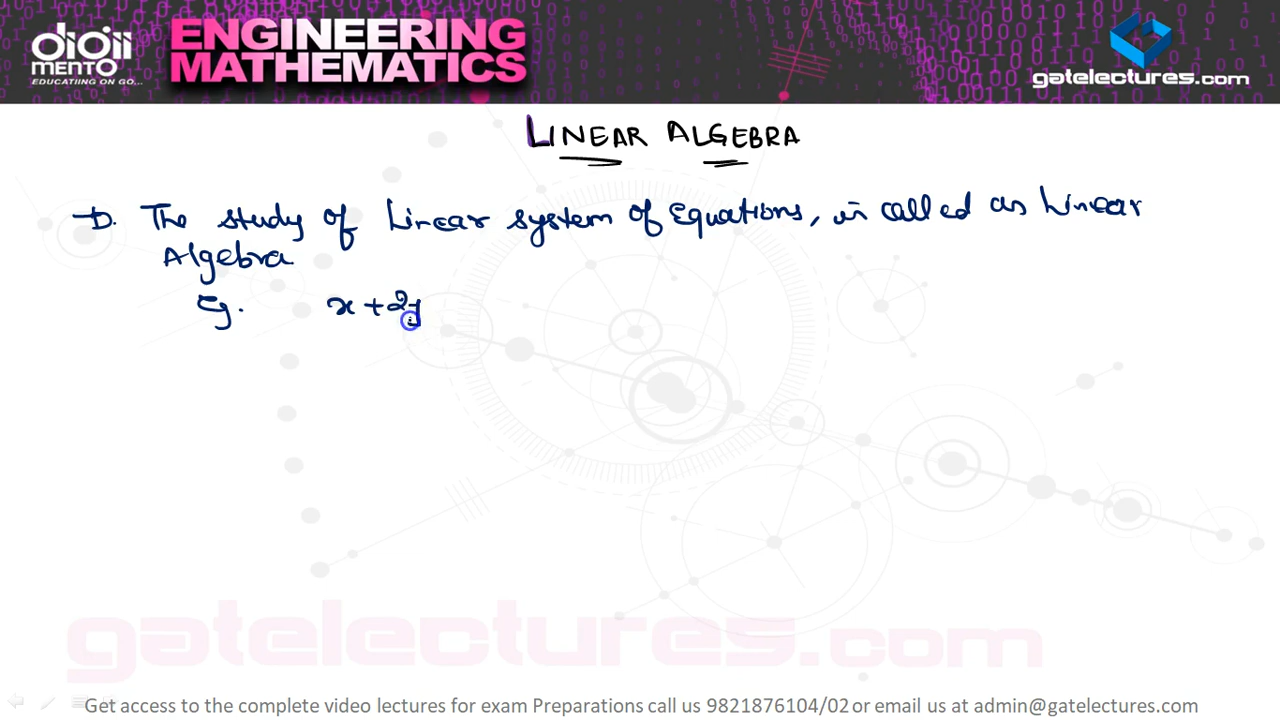 digii
MENTO
EDUCATIING ON GO...
ENGINEERING
MATHEMATICS
gatelectures.com
LINEAR ALGEBRA
D. The study of Linear system of Equations, is called as Linear
Algebra
Eg. x + 2y
gatelectures.com
Get access to the complete video lectures for exam Preparations call us 9821876104/02 or email us at admin@gatelectures.com